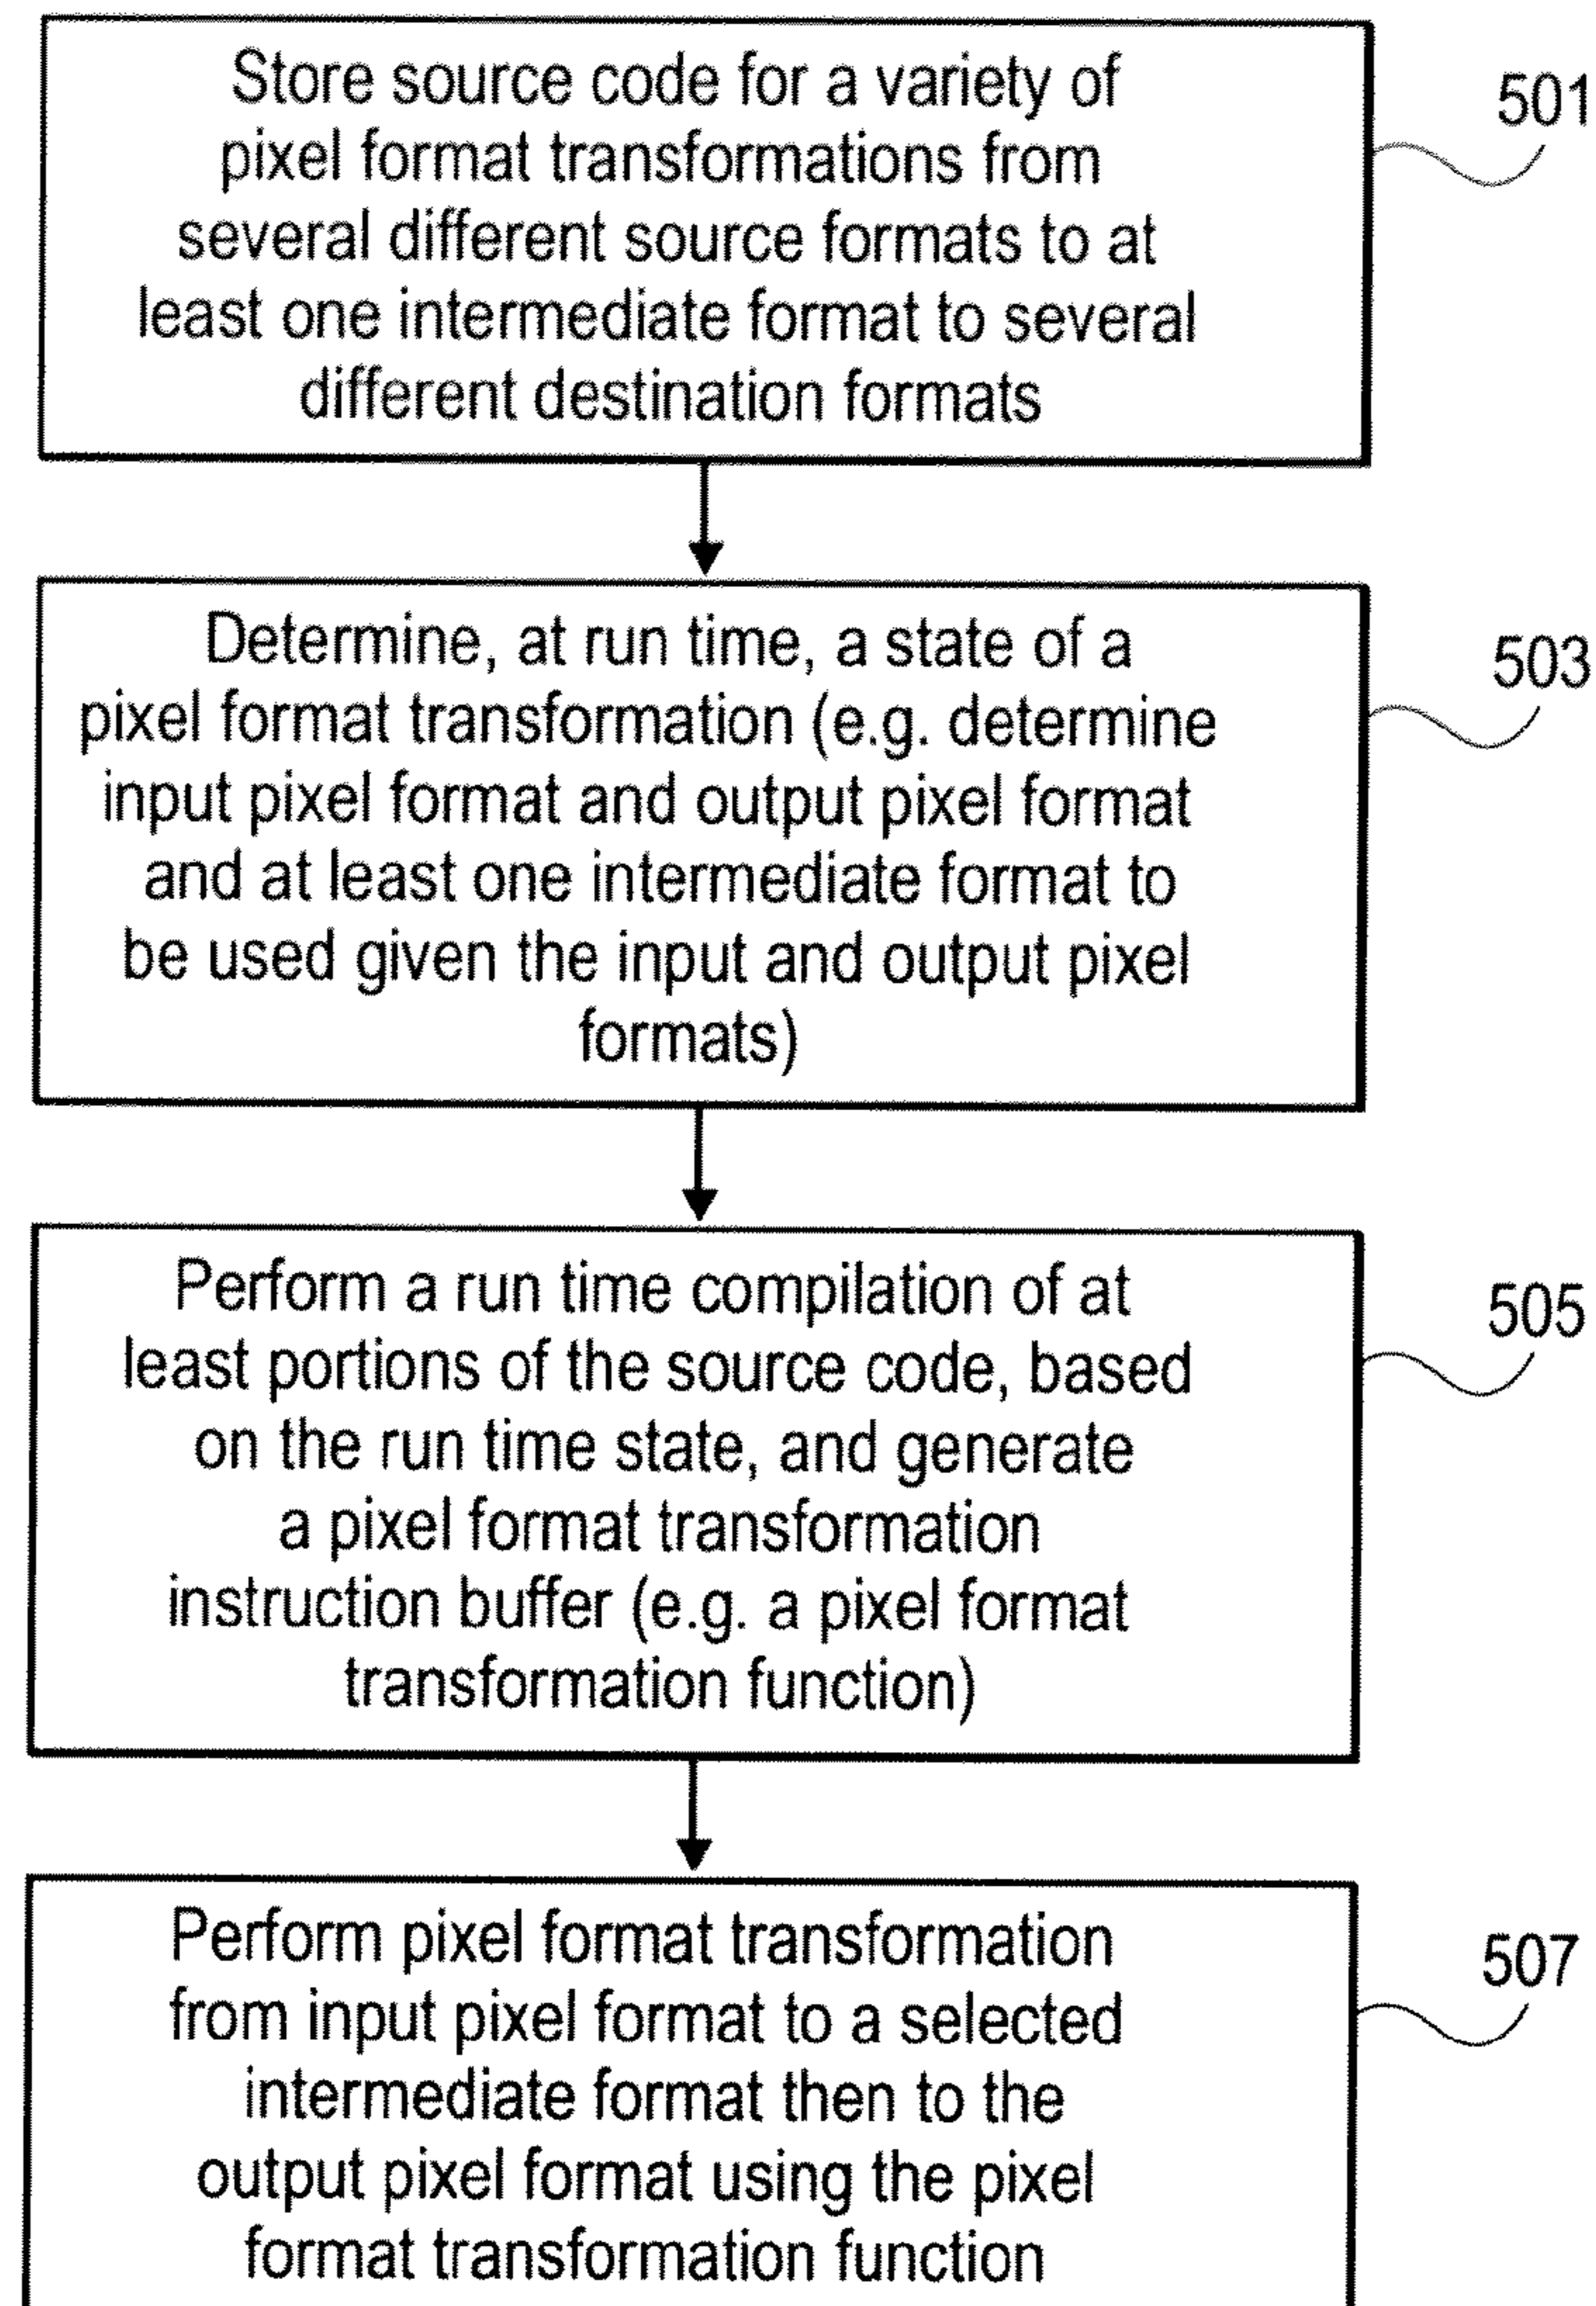 Store source code for a variety of
pixel format transformations from
several different source formats to at
least one intermediate format to several
different destination formats
501
Determine, at run time, a state of a
pixel format transformation (e.g. determine
input pixel format and output pixel format
and at least one intermediate format to
be used given the input and output pixel
formats)
503
Perform a run time compilation of at
least portions of the source code, based
on the run time state, and generate
a pixel format transformation
instruction buffer (e.g. a pixel format
transformation function)
505
Perform pixel format transformation
from input pixel format to a selected
intermediate format then to the
output pixel format using the pixel
format transformation function
507